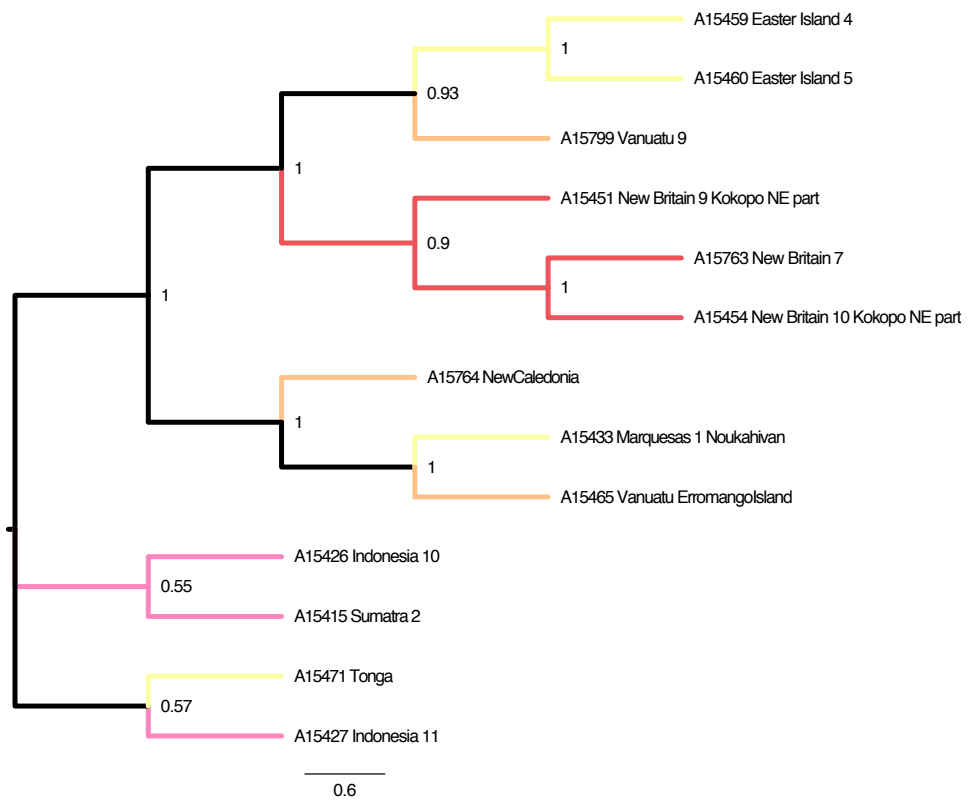 A15459 Easter Island 4
1
A15460 Easter Island 5
0.93
A15799 Vanuatu 9
1
A15451 New Britain 9 Kokopo NE part
0.9
A15763 New Britain 7
1
1
A15454 New Britain 10 Kokopo NE part
A15764 NewCaledonia
1
A15433 Marquesas 1 Noukahivan
1
A15465 Vanuatu ErromangoIsland
A15426 Indonesia 10
0.55
A15415 Sumatra 2
A15471 Tonga
0.57
A15427 Indonesia 11
0.6